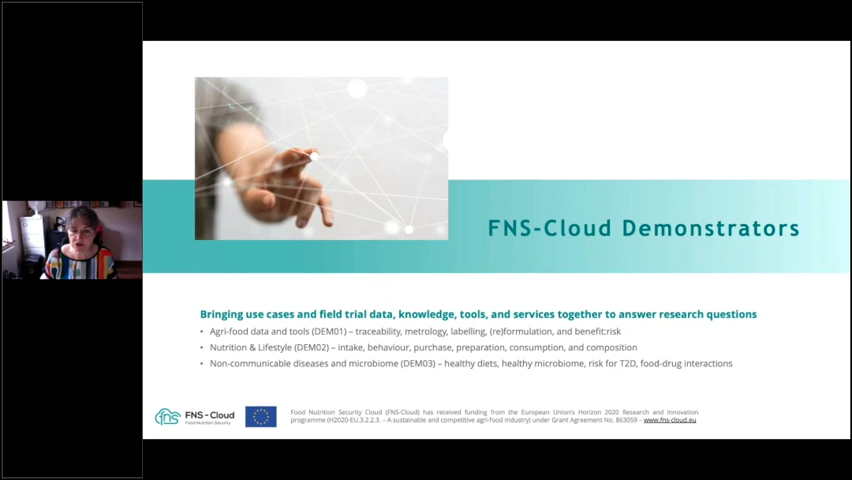 FNS-Cloud Demonstrators
Bringing use cases and field trial data, knowledge, tools, and services together to answer research questions
• Agri-food data and tools (DEM01) – traceability, metrology, labelling, (re)formulation, and benefit:risk
• Nutrition & Lifestyle (DEM02) – intake, behaviour, purchase, preparation, consumption, and composition
• Non-communicable diseases and microbiome (DEM03) – healthy diets, healthy microbiome, risk for T2D, food-drug interactions
fns
FNS-Cloud
Food Nutrition Security
Food Nutrition Security Cloud (FNS-Cloud) has received funding from the European Union's Horizon 2020 Research and Innovation
programme (H2020-EU.3.2.2.3. – A sustainable and competitive agri-food industry) under Grant Agreement No. 863059 – www.fns-cloud.eu